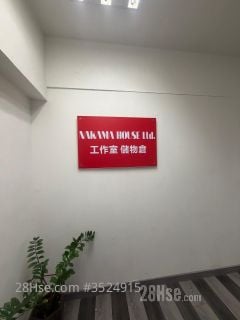 NAKAMA HOUSE Ltd.
工作室 儲物倉
28Hse.com #3524915
28Hse.com